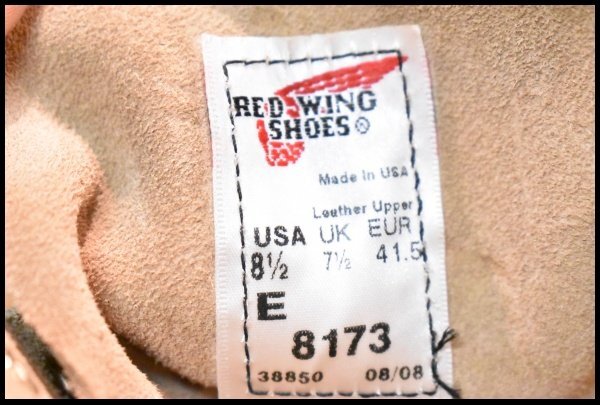 RED WING
SHOES®
Made in USA
Leather Upper
USA UK EUR
8½ 7½ 41.5
E
8173
38850 08/08